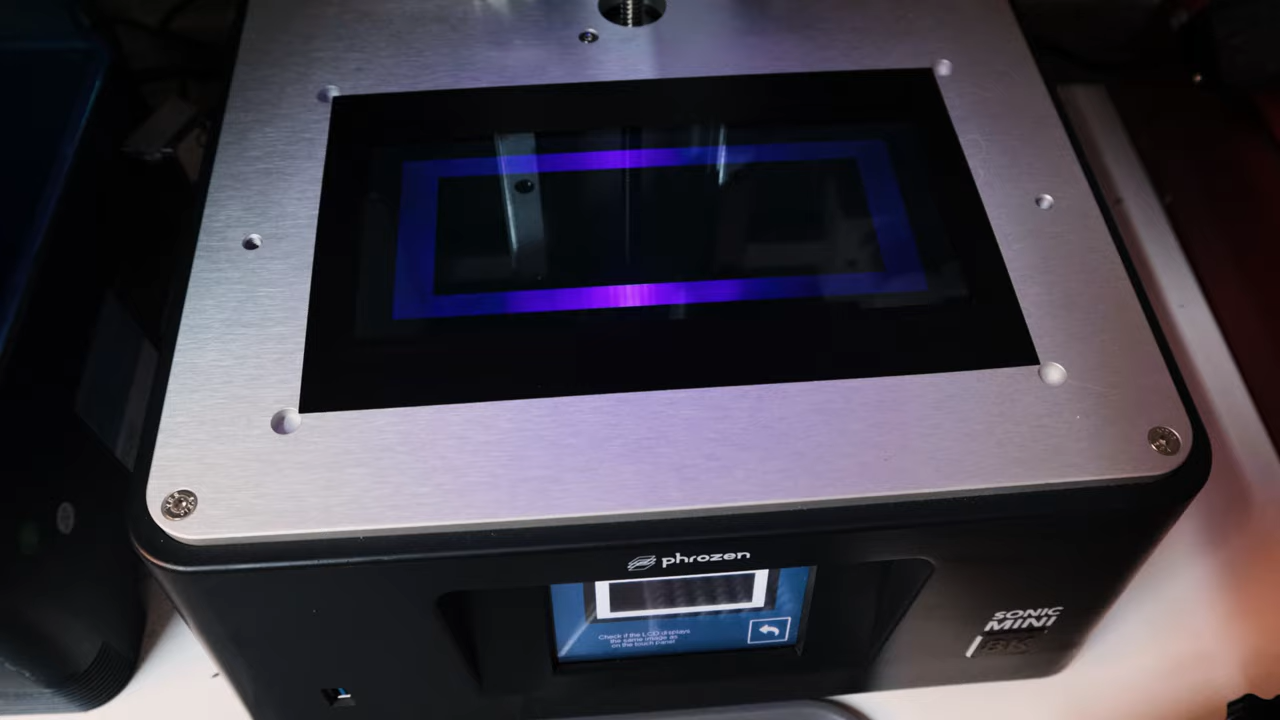 phrozen
Check if the LCD displays
the same image as
on the touch panel
SONIC
MINI
8K